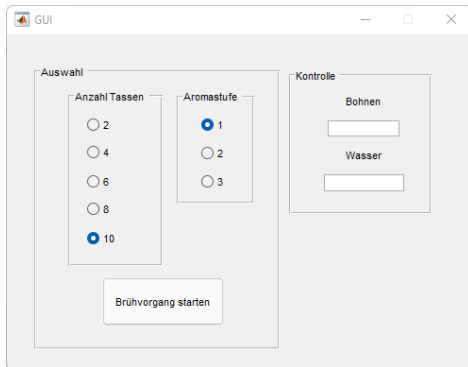 GUI
Auswahl
Anzahl Tassen
2
4
6
8
10
Aromastufe
1
2
3
Brühvorgang starten
Kontrolle
Bohnen
Wasser